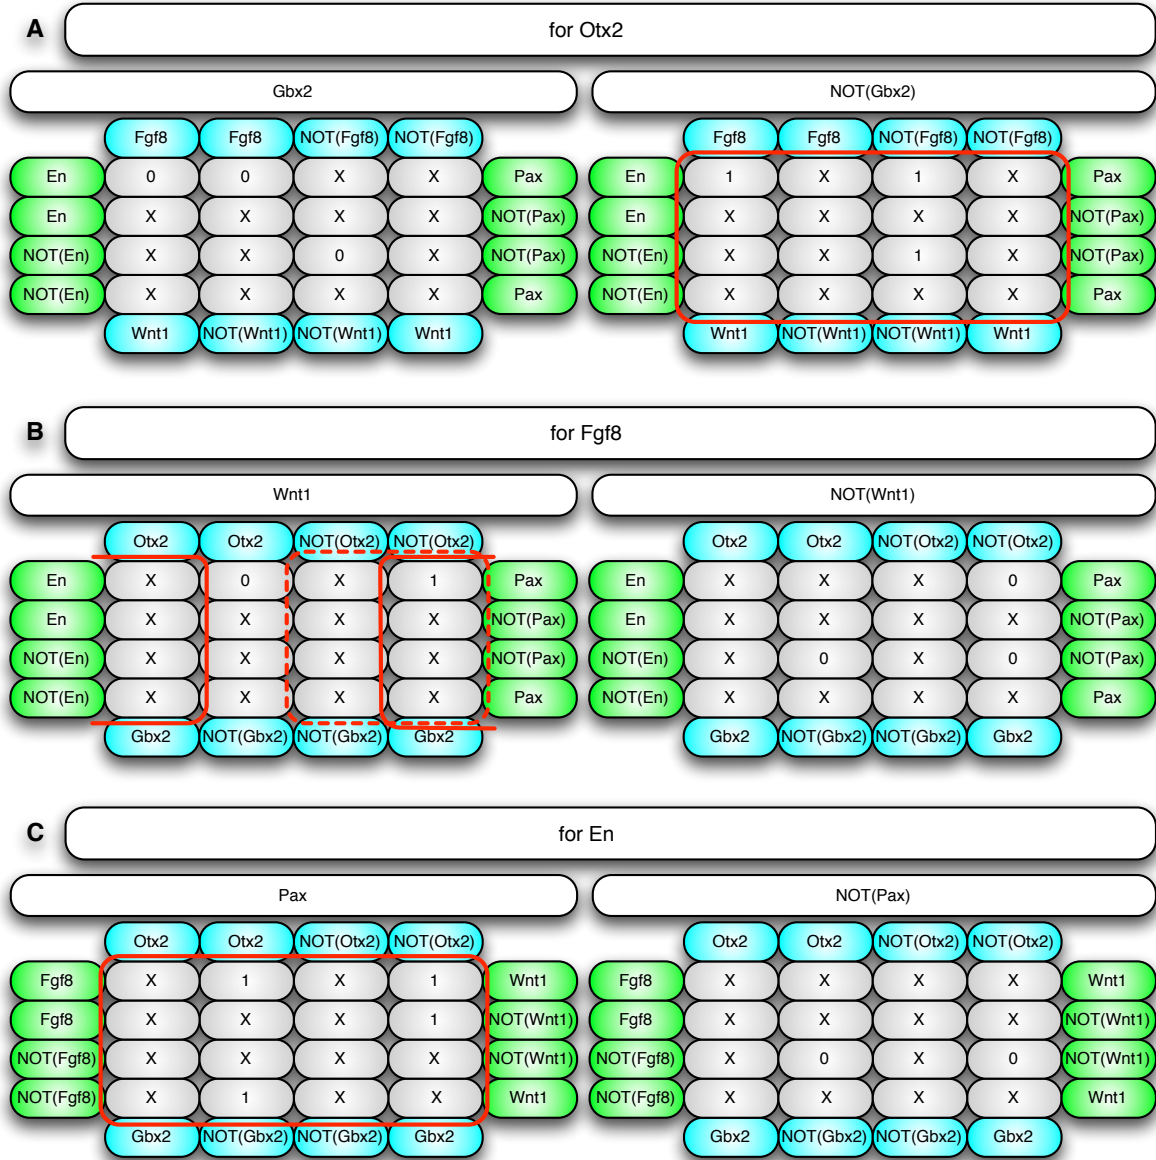 A for Otx2
Gbx2 NOT(Gbx2)
Fgf8 Fgf8 NOT(Fgf8) NOT(Fgf8) Fgf8 Fgf8 NOT(Fgf8) NOT(Fgf8)
En 0 0 X X Pax En 1 X 1 X Pax
En X X X X NOT(Pax) En X X X X NOT(Pax)
NOT(En) X X 0 X NOT(Pax) NOT(En) X X 1 X NOT(Pax)
NOT(En) X X X X Pax NOT(En) X X X X Pax
Wnt1 NOT(Wnt1) NOT(Wnt1) Wnt1 Wnt1 NOT(Wnt1) NOT(Wnt1) Wnt1
B for Fgf8
Wnt1 NOT(Wnt1)
Otx2 Otx2 NOT(Otx2) NOT(Otx2) Otx2 Otx2 NOT(Otx2) NOT(Otx2)
En X 0 X 1 Pax En X X X 0 Pax
En X X X X NOT(Pax) En X X X X NOT(Pax)
NOT(En) X X X X NOT(Pax) NOT(En) X 0 X 0 NOT(Pax)
NOT(En) X X X X Pax NOT(En) X X X X Pax
Gbx2 NOT(Gbx2) NOT(Gbx2) Gbx2 Gbx2 NOT(Gbx2) NOT(Gbx2) Gbx2
C for En
Pax NOT(Pax)
Otx2 Otx2 NOT(Otx2) NOT(Otx2) Otx2 Otx2 NOT(Otx2) NOT(Otx2)
Fgf8 X 1 X 1 Wnt1 Fgf8 X X X X Wnt1
Fgf8 X X X 1 NOT(Wnt1) Fgf8 X X X X NOT(Wnt1)
NOT(Fgf8) X X X X NOT(Wnt1) NOT(Fgf8) X 0 X 0 NOT(Wnt1)
NOT(Fgf8) X 1 X X Wnt1 NOT(Fgf8) X X X X Wnt1
Gbx2 NOT(Gbx2) NOT(Gbx2) Gbx2 Gbx2 NOT(Gbx2) NOT(Gbx2) Gbx2